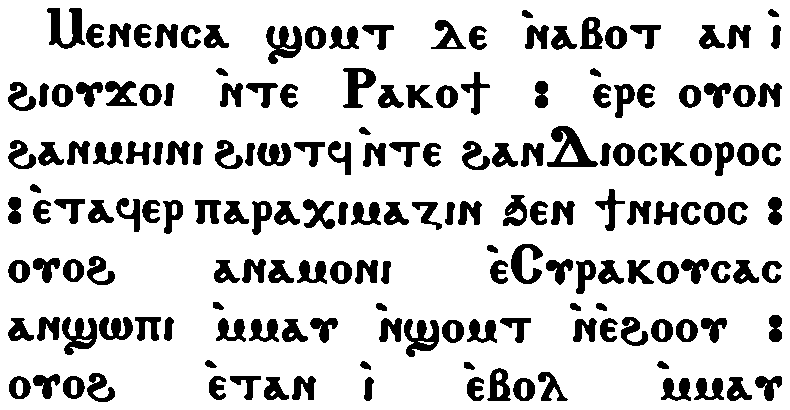 Ⲙⲉⲛⲉⲛⲥⲁ ϣⲟⲙⲧ ⲇⲉ ⲛ̀ⲁⲃⲟⲧ ⲁⲛ ⲓ̀
ϩⲓⲟⲩϫⲟⲓ ⲛ̀ⲧⲉ Ⲣⲁⲕⲟϯ : ⲉ̀ⲣⲉ ⲟⲩⲟⲛ
ϩⲁⲛⲙⲏⲓⲛⲓ ϩⲓⲱⲧϥ ⲛ̀ⲧⲉ ϩⲁⲛⲆⲓⲟⲥⲕⲟⲣⲟⲥ
: ⲉ̀ⲧⲁϥⲉⲣ ⲡⲁⲣⲁⲭⲓⲙⲁⲍⲓⲛ ϧⲉⲛ ϯⲛⲏⲥⲟⲥ :
ⲟⲩⲟϩ ⲁⲛⲁⲙⲟⲛⲓ ⲉ̀Ⲥⲩⲣⲁⲕⲟⲩⲥⲁⲥ
ⲁⲛϣⲱⲡⲓ ⲙ̀ⲙⲁⲩ ⲛ̀ϣⲟⲙⲧ ⲛ̀ⲉ̀ϩⲟⲟⲩ :
ⲟⲩⲟϩ ⲉ̀ⲧⲁⲛ ⲓ̀ ⲉ̀ⲃⲟⲗ ⲙ̀ⲙⲁⲩ